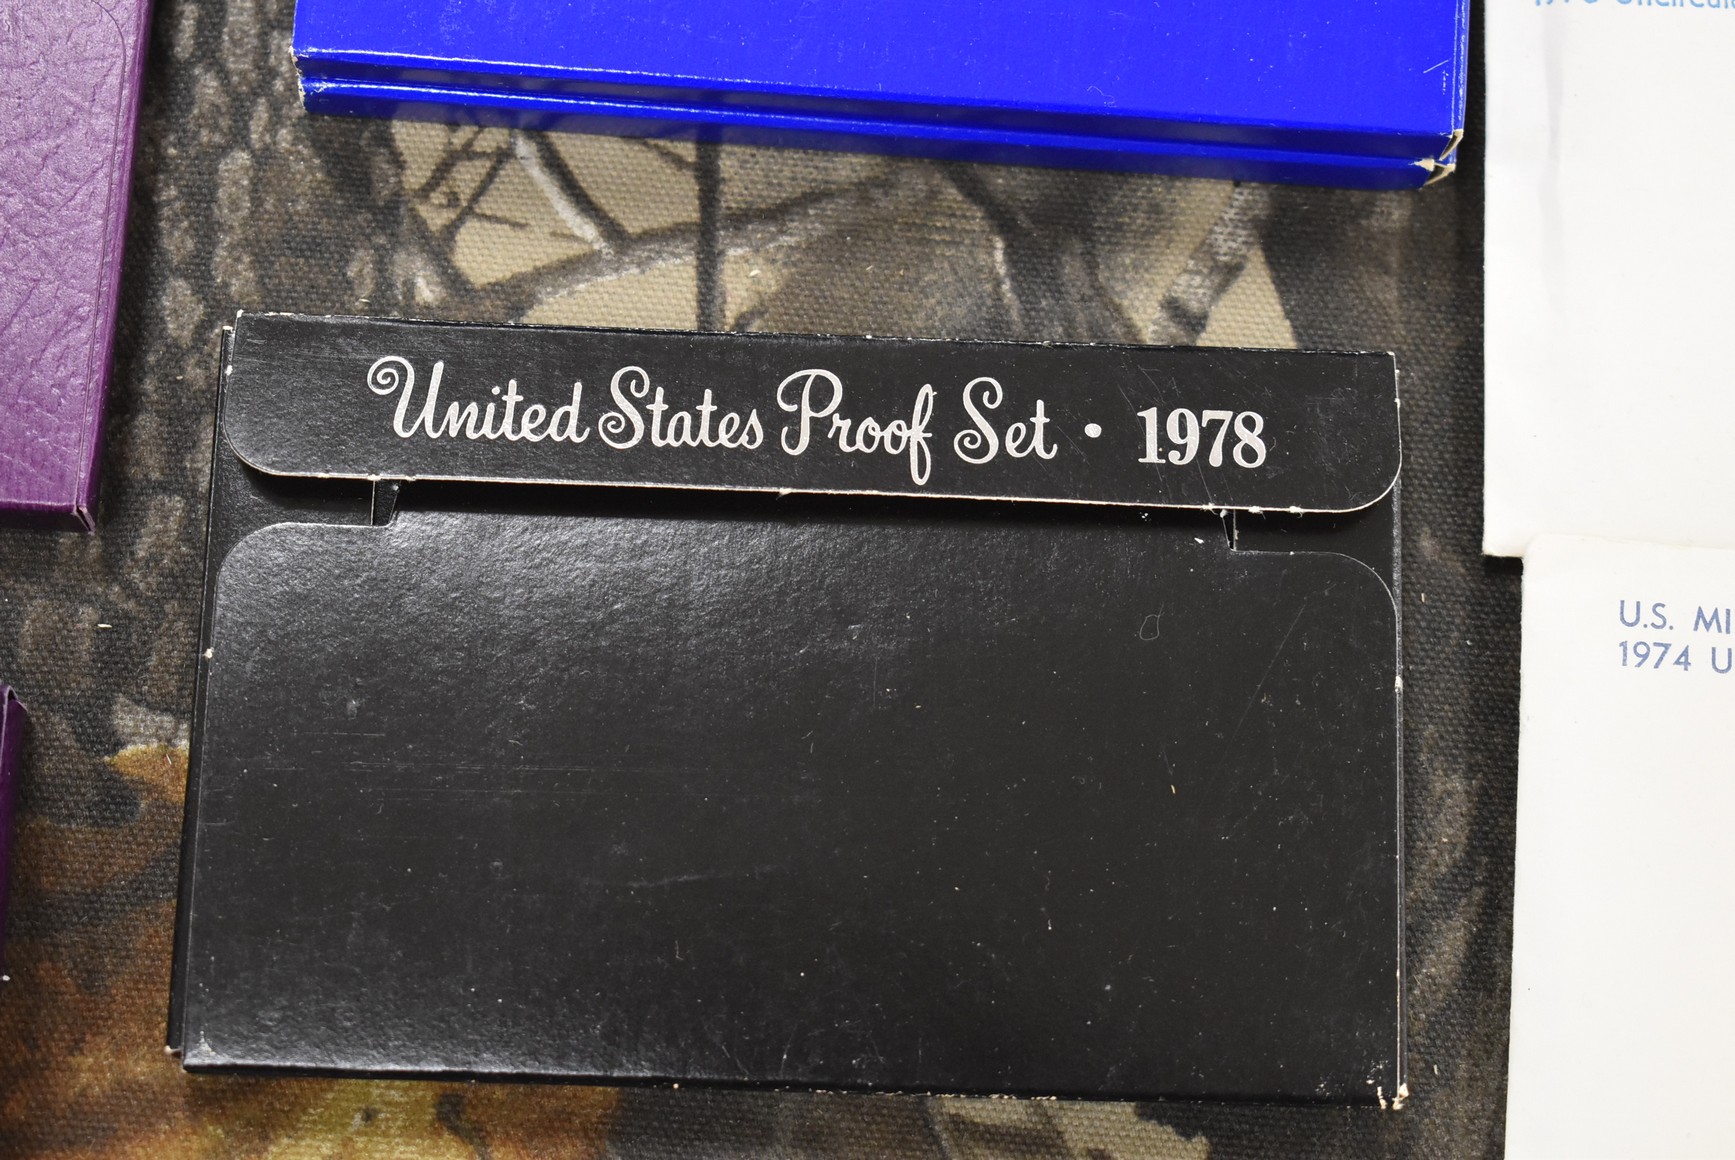 United States Proof Set • 1978
U.S. MI
1974 U